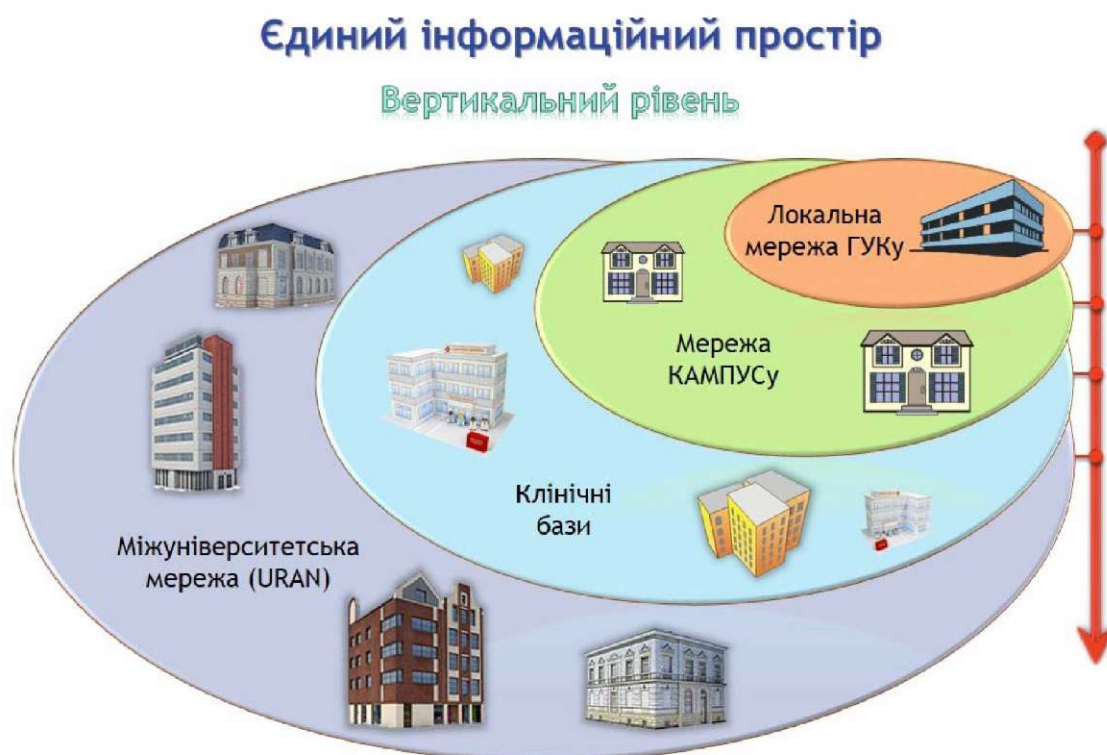 Єдиний інформаційний простір
Вертикальний рівень
Локальна
мережа ГУКу
Мережа
КАМПУСу
Клінічні
бази
Міжуніверситетська
мережа (URAN)